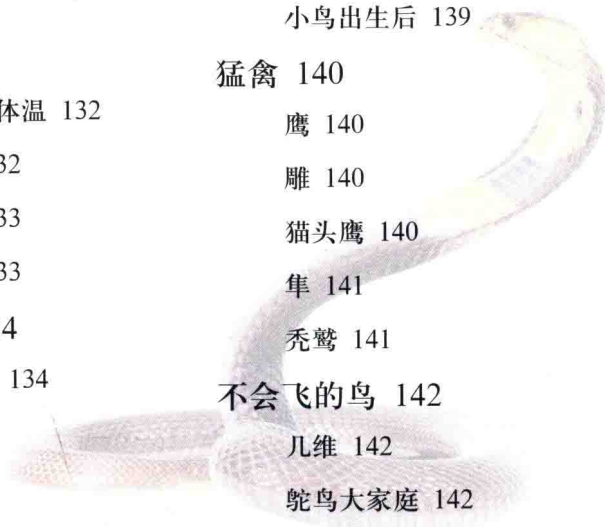 体温 132
32
33
33
4
134
小鸟出生后 139
猛禽 140
鹰 140
雕 140
猫头鹰 140
隼 141
秃鹫 141
不会飞的鸟 142
几维 142
鸵鸟大家庭 142